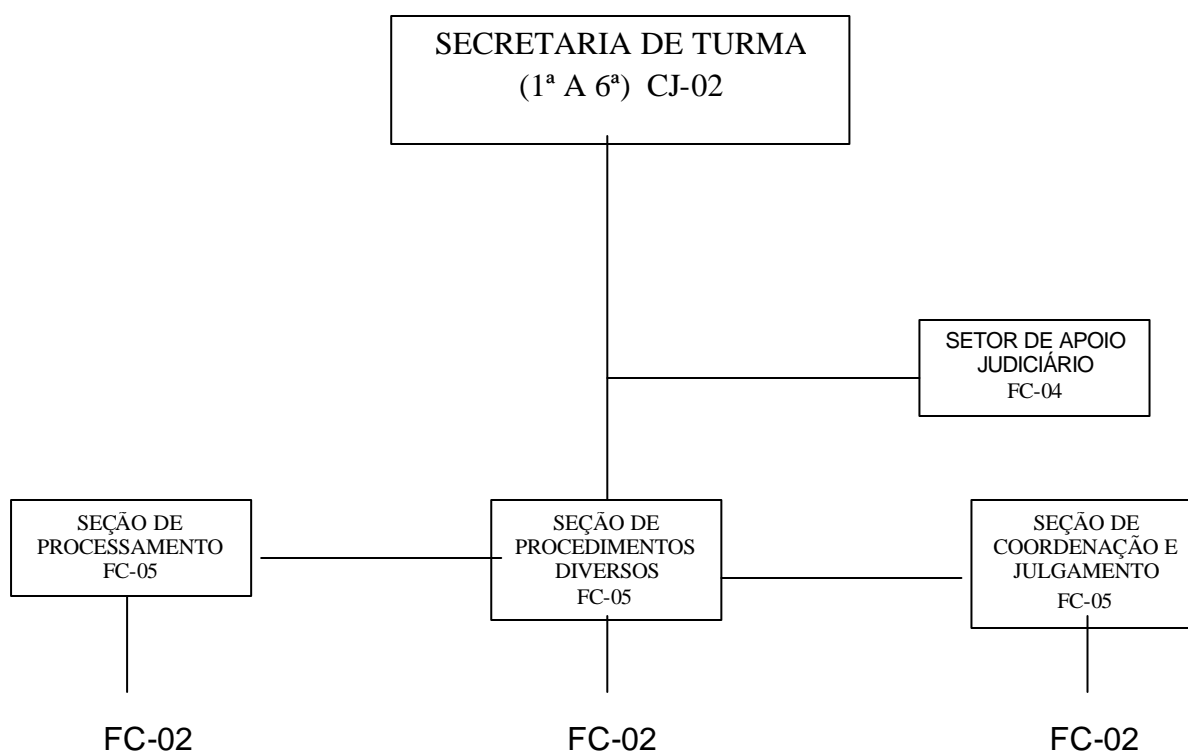 SECRETARIA DE TURMA
(1ª A 6ª) CJ-02
SETOR DE APOIO
JUDICIÁRIO
FC-04
SEÇÃO DE
PROCESSAMENTO
FC-05
SEÇÃO DE
PROCEDIMENTOS
DIVERSOS
FC-05
SEÇÃO DE
COORDENAÇÃO E
JULGAMENTO
FC-05
FC-02
FC-02
FC-02